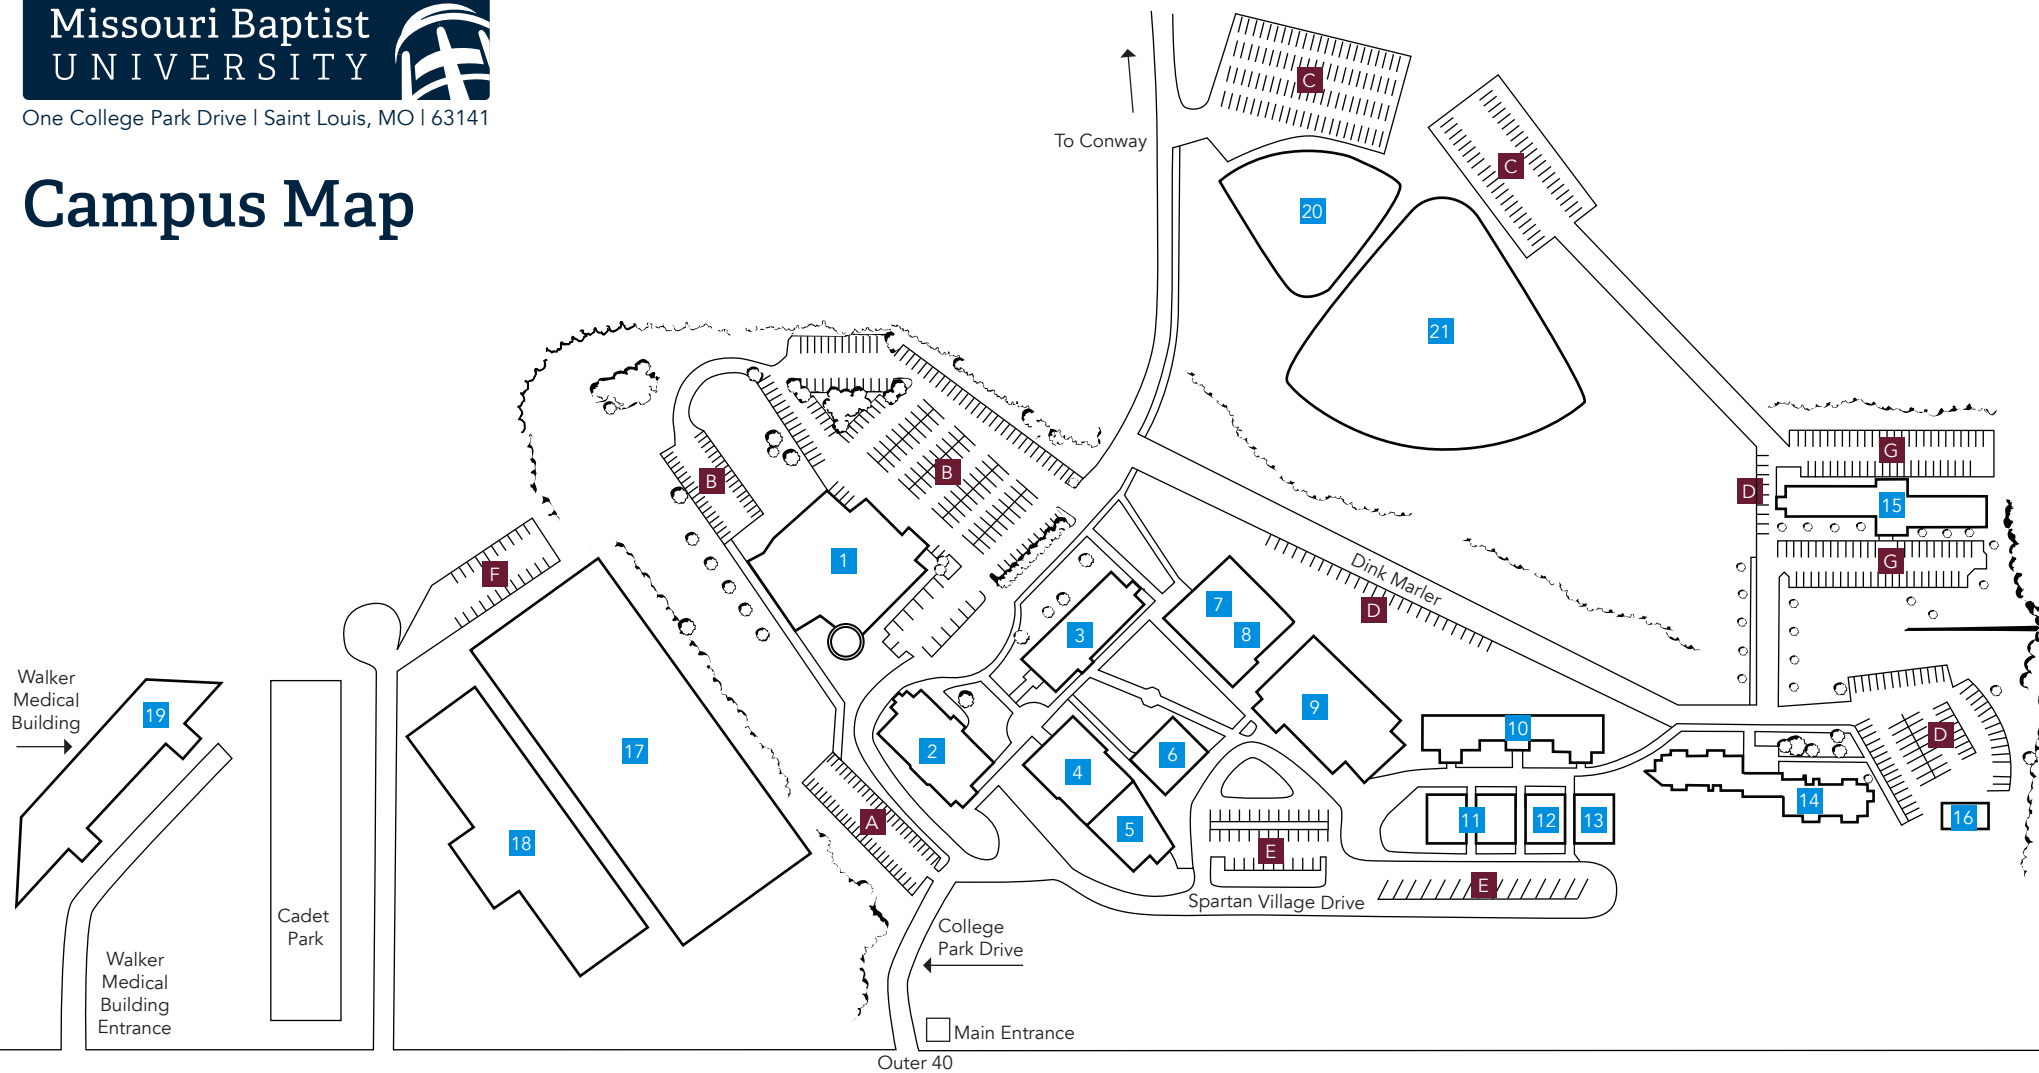 Missouri Baptist
UNIVERSITY
One College Park Drive | Saint Louis, MO | 63141
Campus Map
To Conway
C
C
20
21
B
B
G
D
15
G
F
1
3
7
8
Dink Marler
D
Walker
Medical
Building
19
17
2
4
6
9
10
D
14
16
18
A
5
E
11
12
13
E
Spartan Village Drive
Cadet
Park
College
Park Drive
Walker
Medical
Building
Entrance
Main Entrance
Outer 40